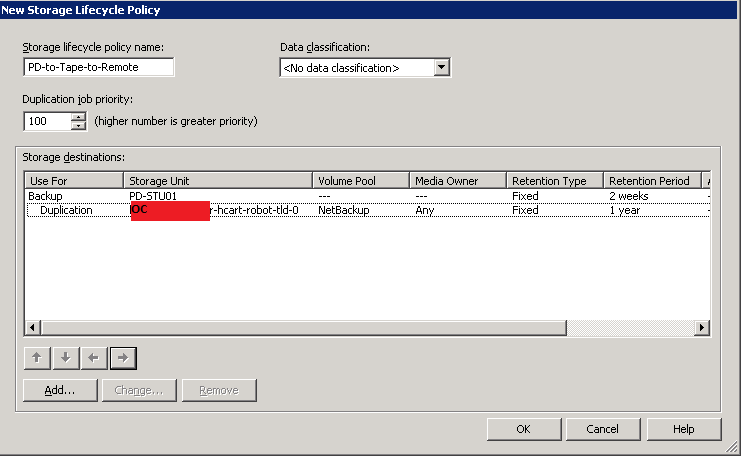 New Storage Lifecycle Policy
Storage lifecycle policy name:
Data classification:
PD-to-Tape-to-Remote
<No data classification>
Duplication job priority:
100
(higher number is greater priority)
Storage destinations:
Use For Storage Unit Volume Pool Media Owner Retention Type Retention Period
Backup PD-STU01 --- --- Fixed 2 weeks
Duplication OC r-hcart-robot-tld-0 NetBackup Any Fixed 1 year
Add... Change... Remove
OK Cancel Help